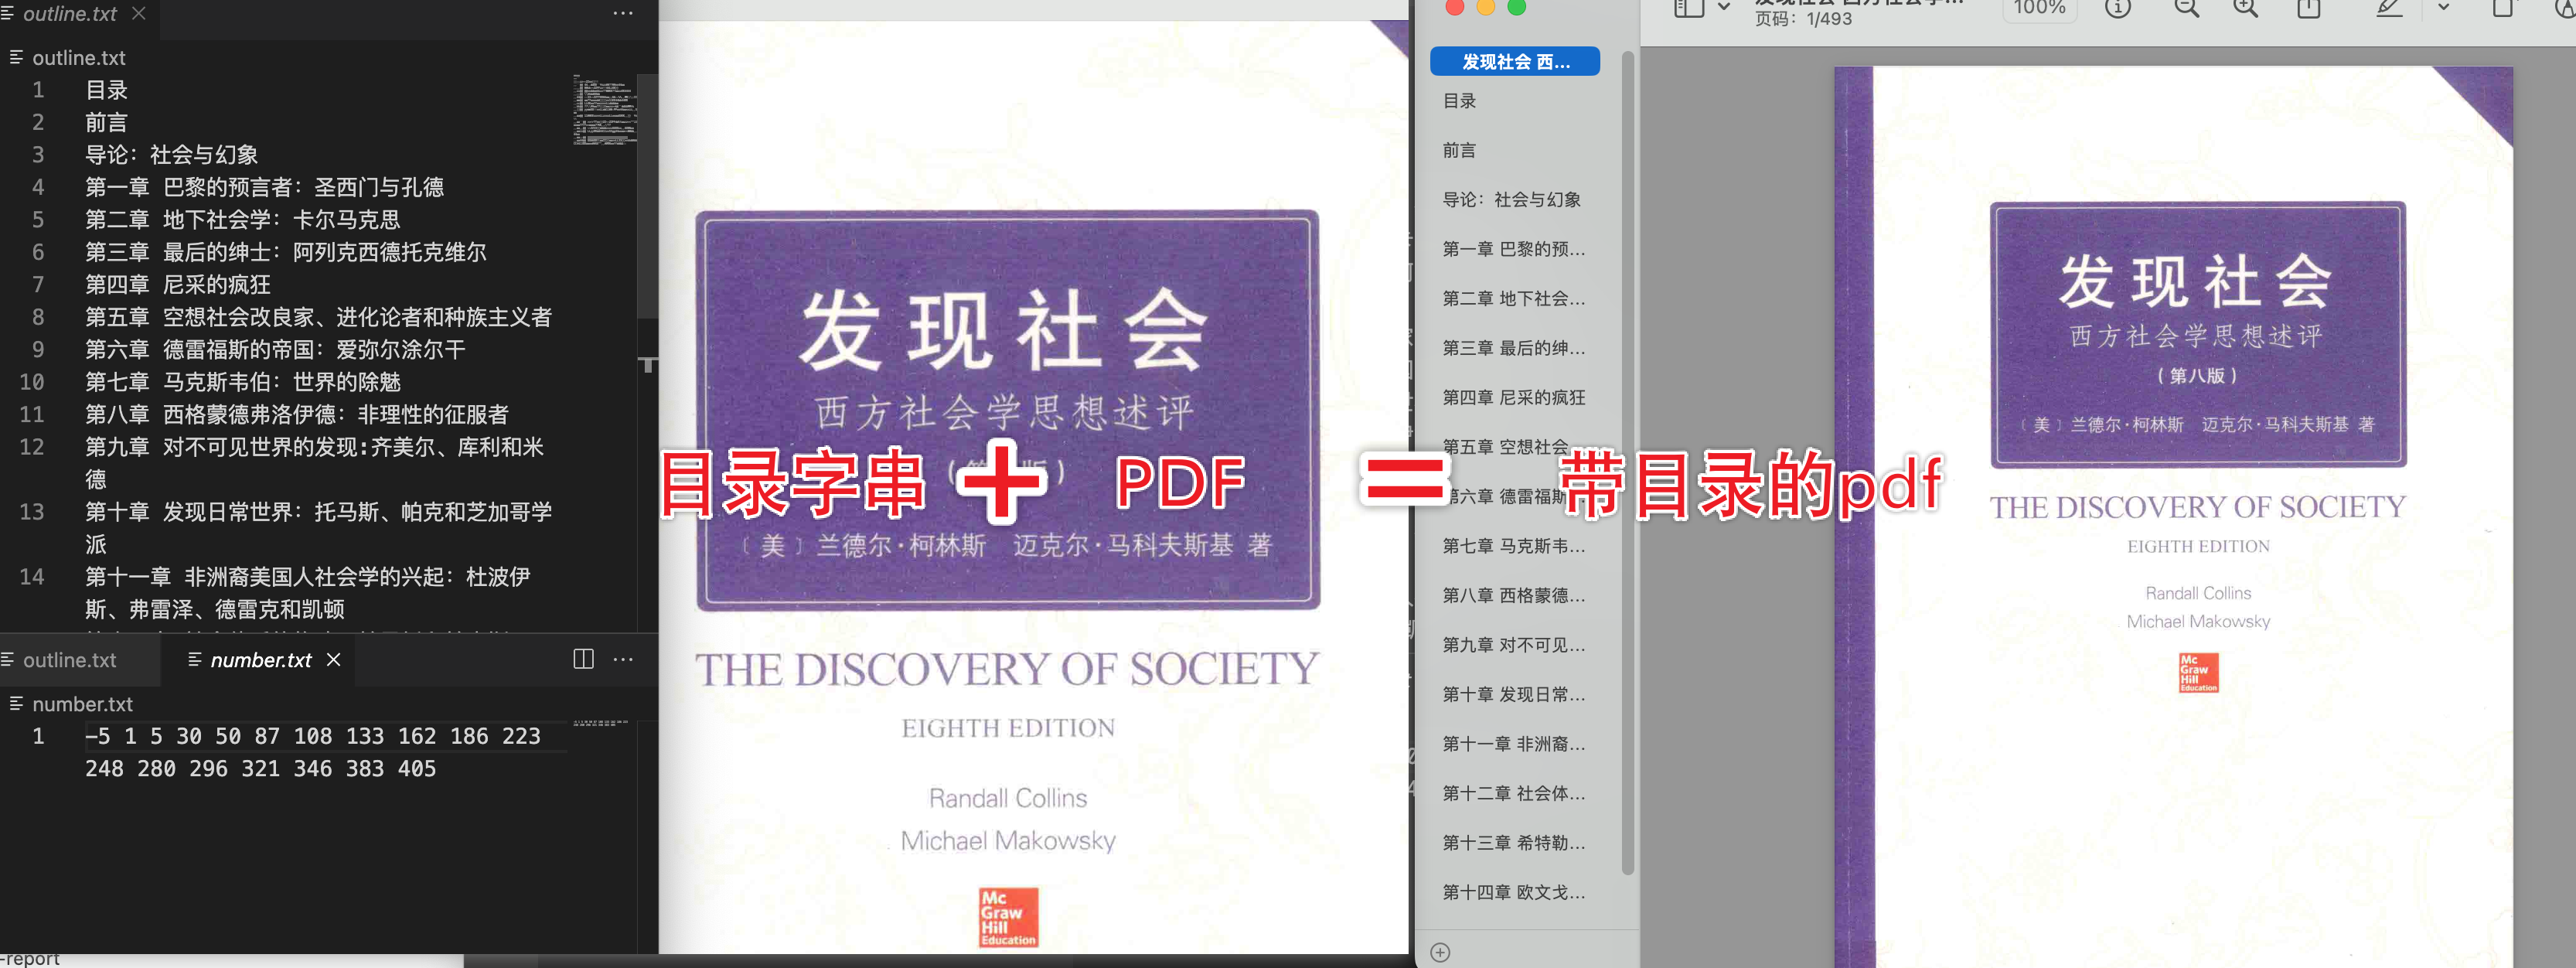 outline.txt
outline.txt
1 目录
2 前言
3 导论：社会与幻象
4 第一章 巴黎的预言者：圣西门与孔德
5 第二章 地下社会学：卡尔马克思
6 第三章 最后的绅士：阿列克西德托克维尔
7 第四章 尼采的疯狂
8 第五章 空想社会改良家、进化论者和种族主义者
9 第六章 德雷福斯的帝国：爱弥尔涂尔干
10 第七章 马克斯韦伯：世界的除魅
11 第八章 西格蒙德弗洛伊德：非理性的征服者
12 第九章 对不可见世界的发现:齐美尔、库利和米
德
13 第十章 发现日常世界：托马斯、帕克和芝加哥学
派
14 第十一章 非洲裔美国人社会学的兴起：杜波伊
斯、弗雷泽、德雷克和凯顿
outline.txt
number.txt
number.txt
1 -5 1 5 30 50 87 108 133 162 186 223
248 280 296 321 346 383 405
-report
发现社会
西方社会学思想述评
目录字串 + PDF = 带目录的pdf
〔美〕兰德尔·柯林斯 迈克尔·马科夫斯基 著
THE DISCOVERY OF SOCIETY
EIGHTH EDITION
Randall Collins
Michael Makowsky
Mc
Graw
Hill
Education
页码：1/493
100%
发现社会 西...
目录
前言
导论：社会与幻象
第一章 巴黎的预...
第二章 地下社会...
第三章 最后的绅...
第四章 尼采的疯狂
第五章 空想社会...
第六章 德雷福斯
第七章 马克斯韦...
第八章 西格蒙德...
第九章 对不可见...
第十章 发现日常...
第十一章 非洲裔...
第十二章 社会体...
第十三章 希特勒...
第十四章 欧文戈...
发现社会
西方社会学思想述评
（第八版）
〔美〕兰德尔·柯林斯 迈克尔·马科夫斯基 著
THE DISCOVERY OF SOCIETY
EIGHTH EDITION
Randall Collins
Michael Makowsky
Mc
Graw
Hill
Education